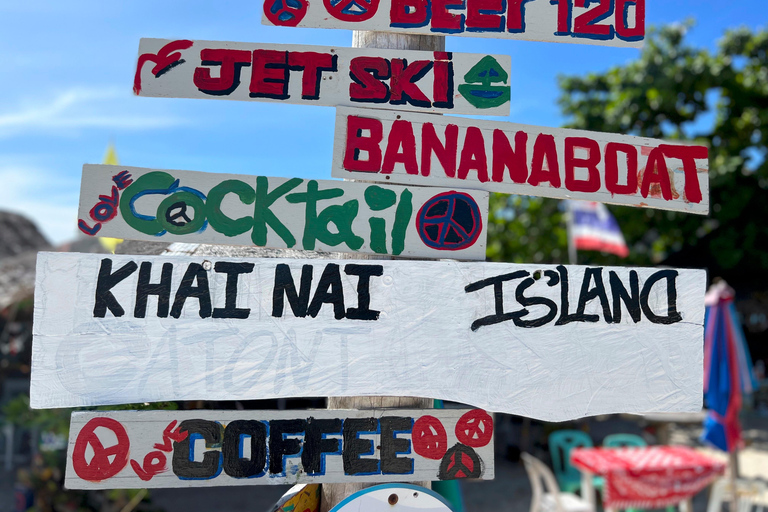 BEER 120
JET SKi
BANANABOAT
LOVE COCKtail
KHAI NAI ISLAND
LOVE COFFEE